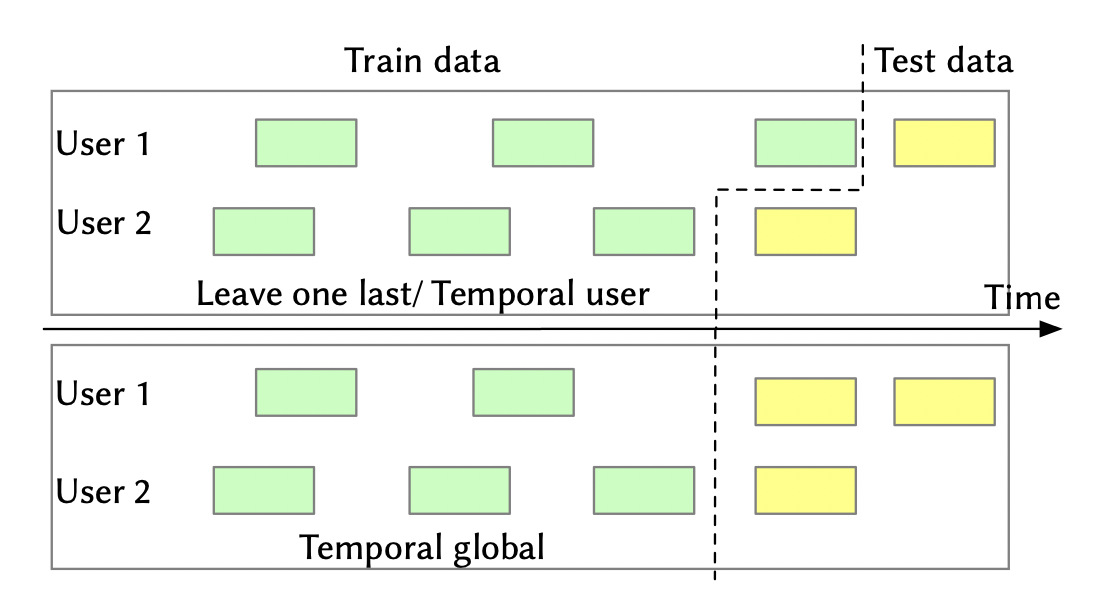 Train data
Test data
User 1
User 2
Leave one last/ Temporal user
Time
User 1
User 2
Temporal global